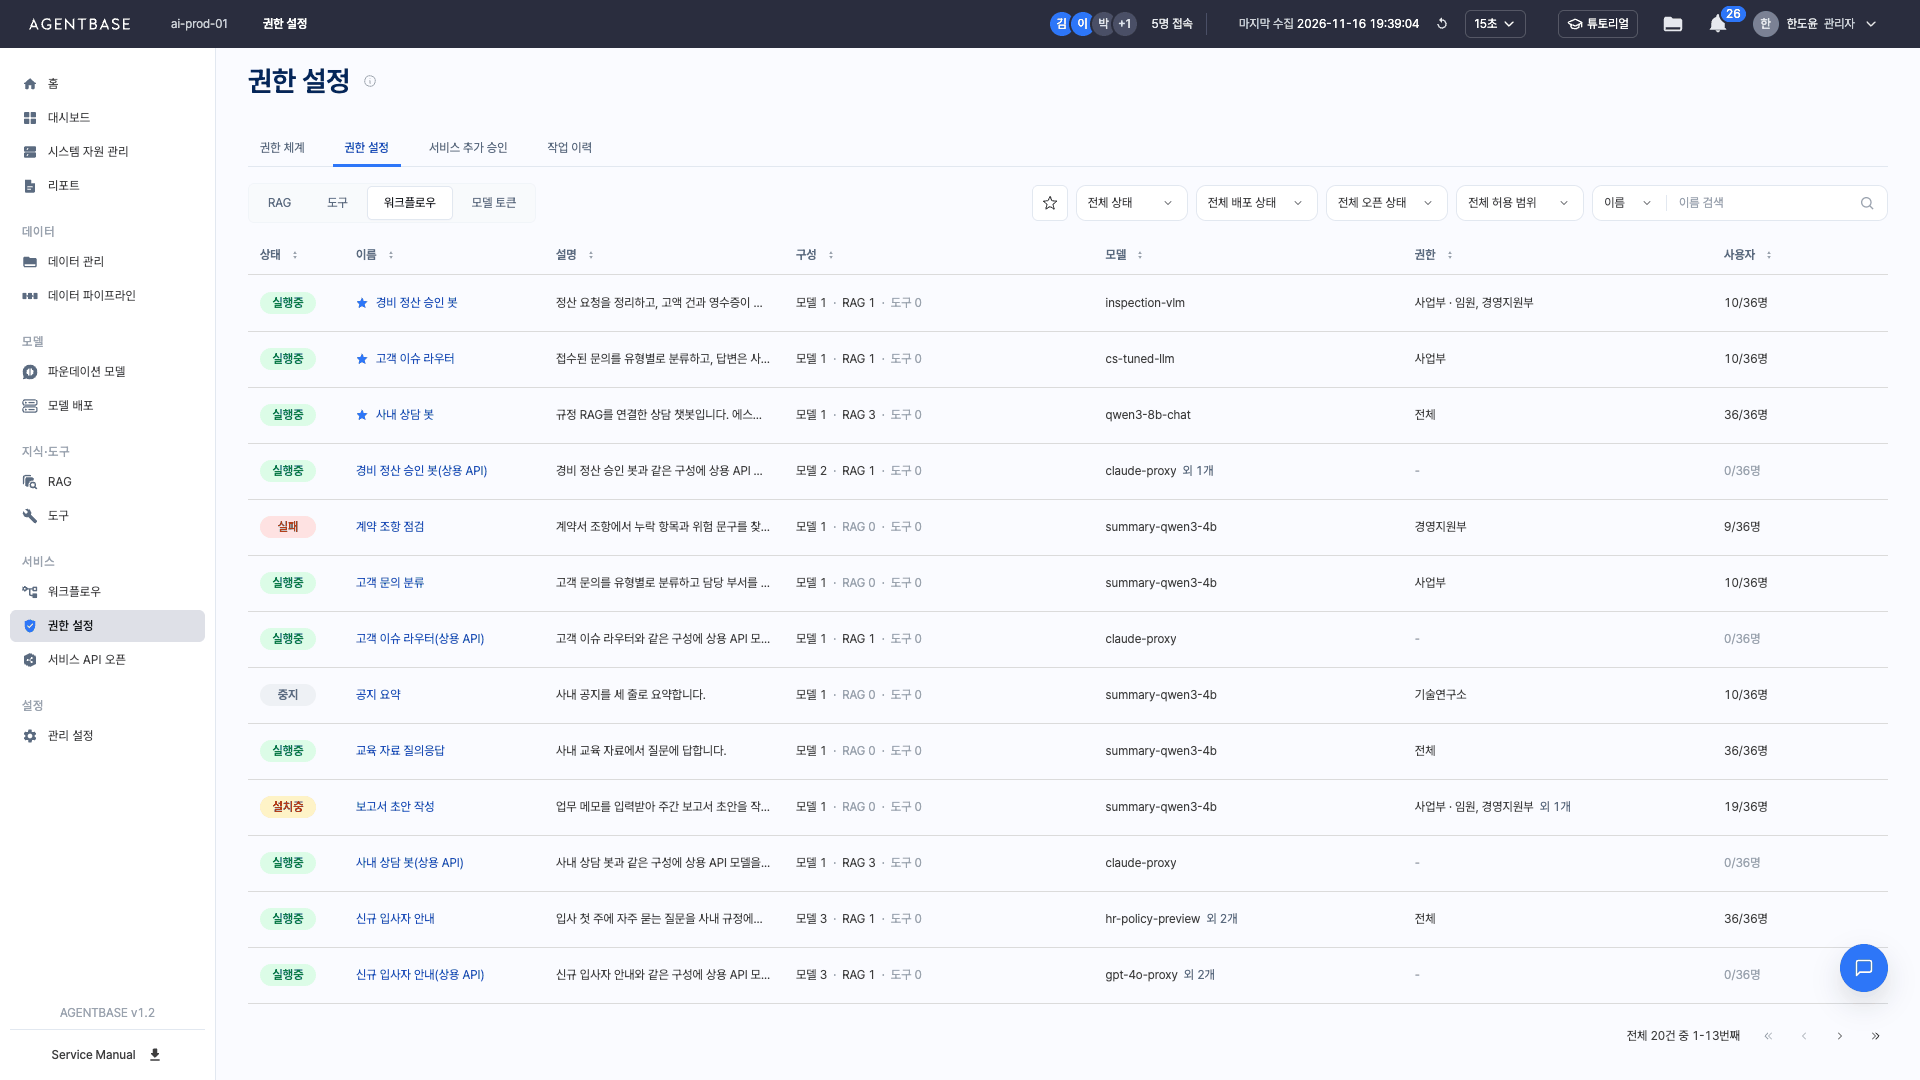 AGENTBASE
ai-prod-01
권한 설정
김 이 박 +1 5명 접속
마지막 수집 2026-11-16 19:39:04
15초
튜토리얼
26
한 한도윤 관리자
홈
대시보드
시스템 자원 관리
리포트
데이터
데이터 관리
데이터 파이프라인
모델
파운데이션 모델
모델 배포
지식·도구
RAG
도구
서비스
워크플로우
권한 설정
서비스 API 오픈
설정
관리 설정
AGENTBASE v1.2
Service Manual
권한 설정
권한 체계 권한 설정 서비스 추가 승인 작업 이력
RAG 도구 워크플로우 모델 토큰
전체 상태 전체 배포 상태 전체 오픈 상태 전체 허용 범위 이름 이름 검색
상태 이름 설명 구성 모델 권한 사용자
실행중 경비 정산 승인 봇 정산 요청을 정리하고, 고액 건과 영수증이 ... 모델 1 · RAG 1 · 도구 0 inspection-vlm 사업부 · 임원, 경영지원부 10/36명
실행중 고객 이슈 라우터 접수된 문의를 유형별로 분류하고, 답변은 사... 모델 1 · RAG 1 · 도구 0 cs-tuned-llm 사업부 10/36명
실행중 사내 상담 봇 규정 RAG를 연결한 상담 챗봇입니다. 에스... 모델 1 · RAG 3 · 도구 0 qwen3-8b-chat 전체 36/36명
실행중 경비 정산 승인 봇(상용 API) 경비 정산 승인 봇과 같은 구성에 상용 API ... 모델 2 · RAG 1 · 도구 0 claude-proxy 외 1개 - 0/36명
실패 계약 조항 점검 계약서 조항에서 누락 항목과 위험 문구를 찾... 모델 1 · RAG 0 · 도구 0 summary-qwen3-4b 경영지원부 9/36명
실행중 고객 문의 분류 고객 문의를 유형별로 분류하고 담당 부서를 ... 모델 1 · RAG 0 · 도구 0 summary-qwen3-4b 사업부 10/36명
실행중 고객 이슈 라우터(상용 API) 고객 이슈 라우터와 같은 구성에 상용 API 모... 모델 1 · RAG 1 · 도구 0 claude-proxy - 0/36명
중지 공지 요약 사내 공지를 세 줄로 요약합니다. 모델 1 · RAG 0 · 도구 0 summary-qwen3-4b 기술연구소 10/36명
실행중 교육 자료 질의응답 사내 교육 자료에서 질문에 답합니다. 모델 1 · RAG 0 · 도구 0 summary-qwen3-4b 전체 36/36명
설치중 보고서 초안 작성 업무 메모를 입력받아 주간 보고서 초안을 작... 모델 1 · RAG 0 · 도구 0 summary-qwen3-4b 사업부 · 임원, 경영지원부 외 1개 19/36명
실행중 사내 상담 봇(상용 API) 사내 상담 봇과 같은 구성에 상용 API 모델을... 모델 1 · RAG 3 · 도구 0 claude-proxy - 0/36명
실행중 신규 입사자 안내 입사 첫 주에 자주 묻는 질문을 사내 규정에... 모델 3 · RAG 1 · 도구 0 hr-policy-preview 외 2개 전체 36/36명
실행중 신규 입사자 안내(상용 API) 신규 입사자 안내와 같은 구성에 상용 API 모... 모델 3 · RAG 1 · 도구 0 gpt-4o-proxy 외 2개 - 0/36명
전체 20건 중 1-13번째